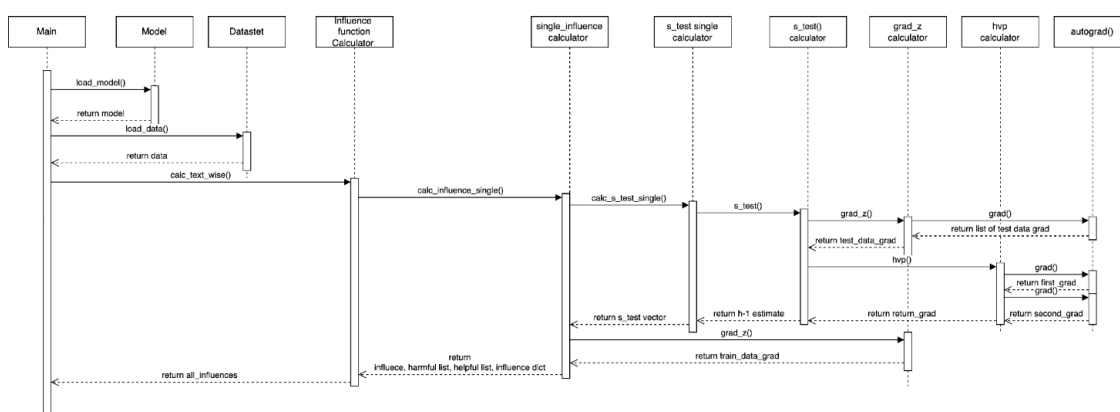 Main
Model
Datastet
Influence
function
Calculator
single_influence
calculator
s_test single
calculator
s_test()
calculator
grad_z
calculator
hvp
calculator
autograd()
load_model()
return model
load_data()
return data
calc_text_wise()
calc_influence_single()
calc_s_test_single()
s_test()
grad_z()
grad()
return list of test data grad
return test_data_grad
hvp()
grad()
return first_grad
grad()
return second_grad
return return_grad
return h-1 estimate
return s_test vector
grad_z()
return train_data_grad
return
influece, harmful list, helpful list, influence dict
return all_influences